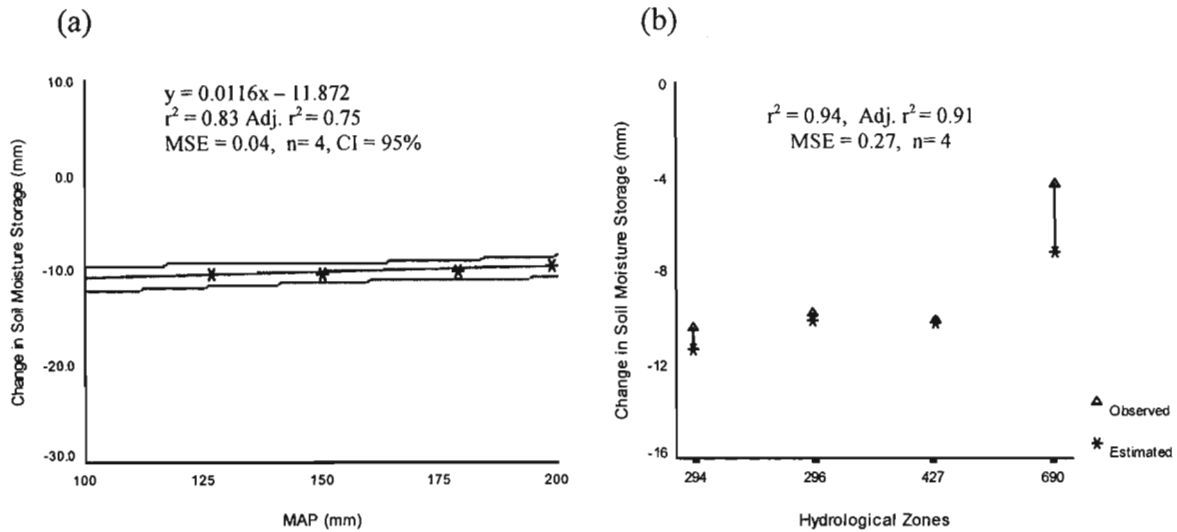 (a)
y = 0.0116x – 11.872
r² = 0.83 Adj. r² = 0.75
MSE = 0.04, n= 4, CI = 95%
Change in Soil Moisture Storage (mm)
10.0
0.0
-10.0
-20.0
-30.0
100
125
150
175
200
MAP (mm)
(b)
r² = 0.94, Adj. r² = 0.91
MSE = 0.27, n= 4
Change in Soil Moisture Storage (mm)
0
-4
-8
-12
-16
294
296
427
690
Hydrological Zones
Observed
Estimated